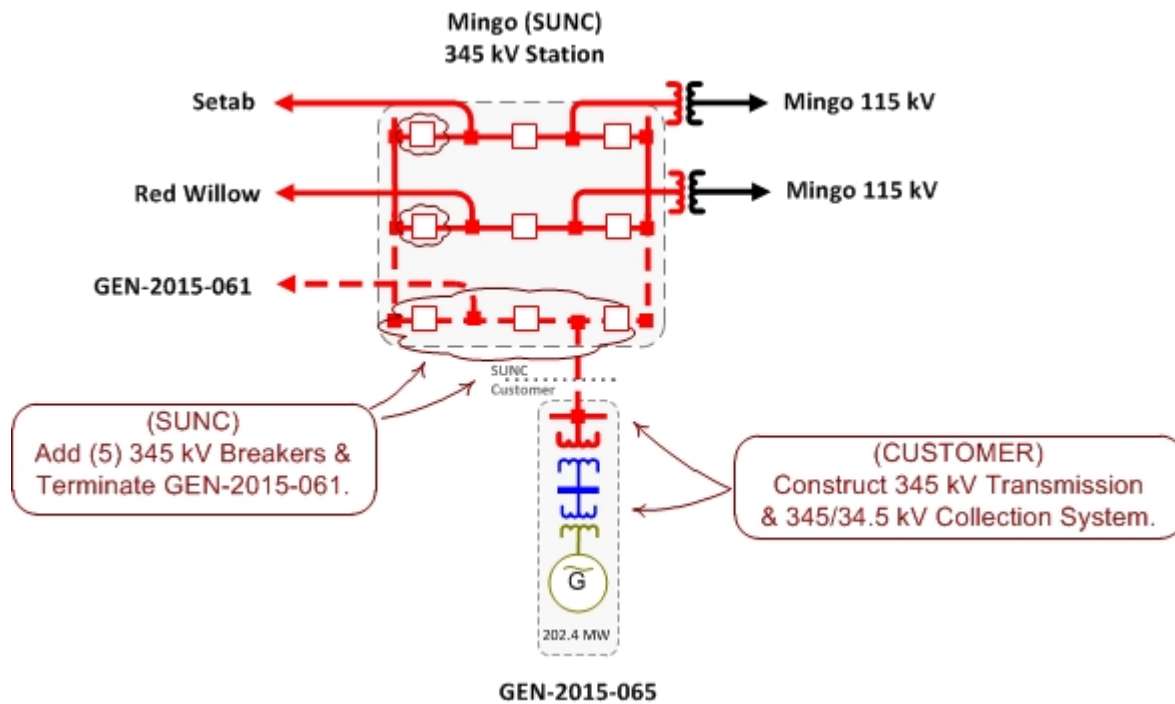 Mingo (SUNC)
345 kV Station
Setab
Mingo 115 kV
Red Willow
Mingo 115 kV
GEN-2015-061
SUNC
Customer
(SUNC)
Add (5) 345 kV Breakers &
Terminate GEN-2015-061.
(CUSTOMER)
Construct 345 kV Transmission
& 345/34.5 kV Collection System.
G
202.4 MW
GEN-2015-065